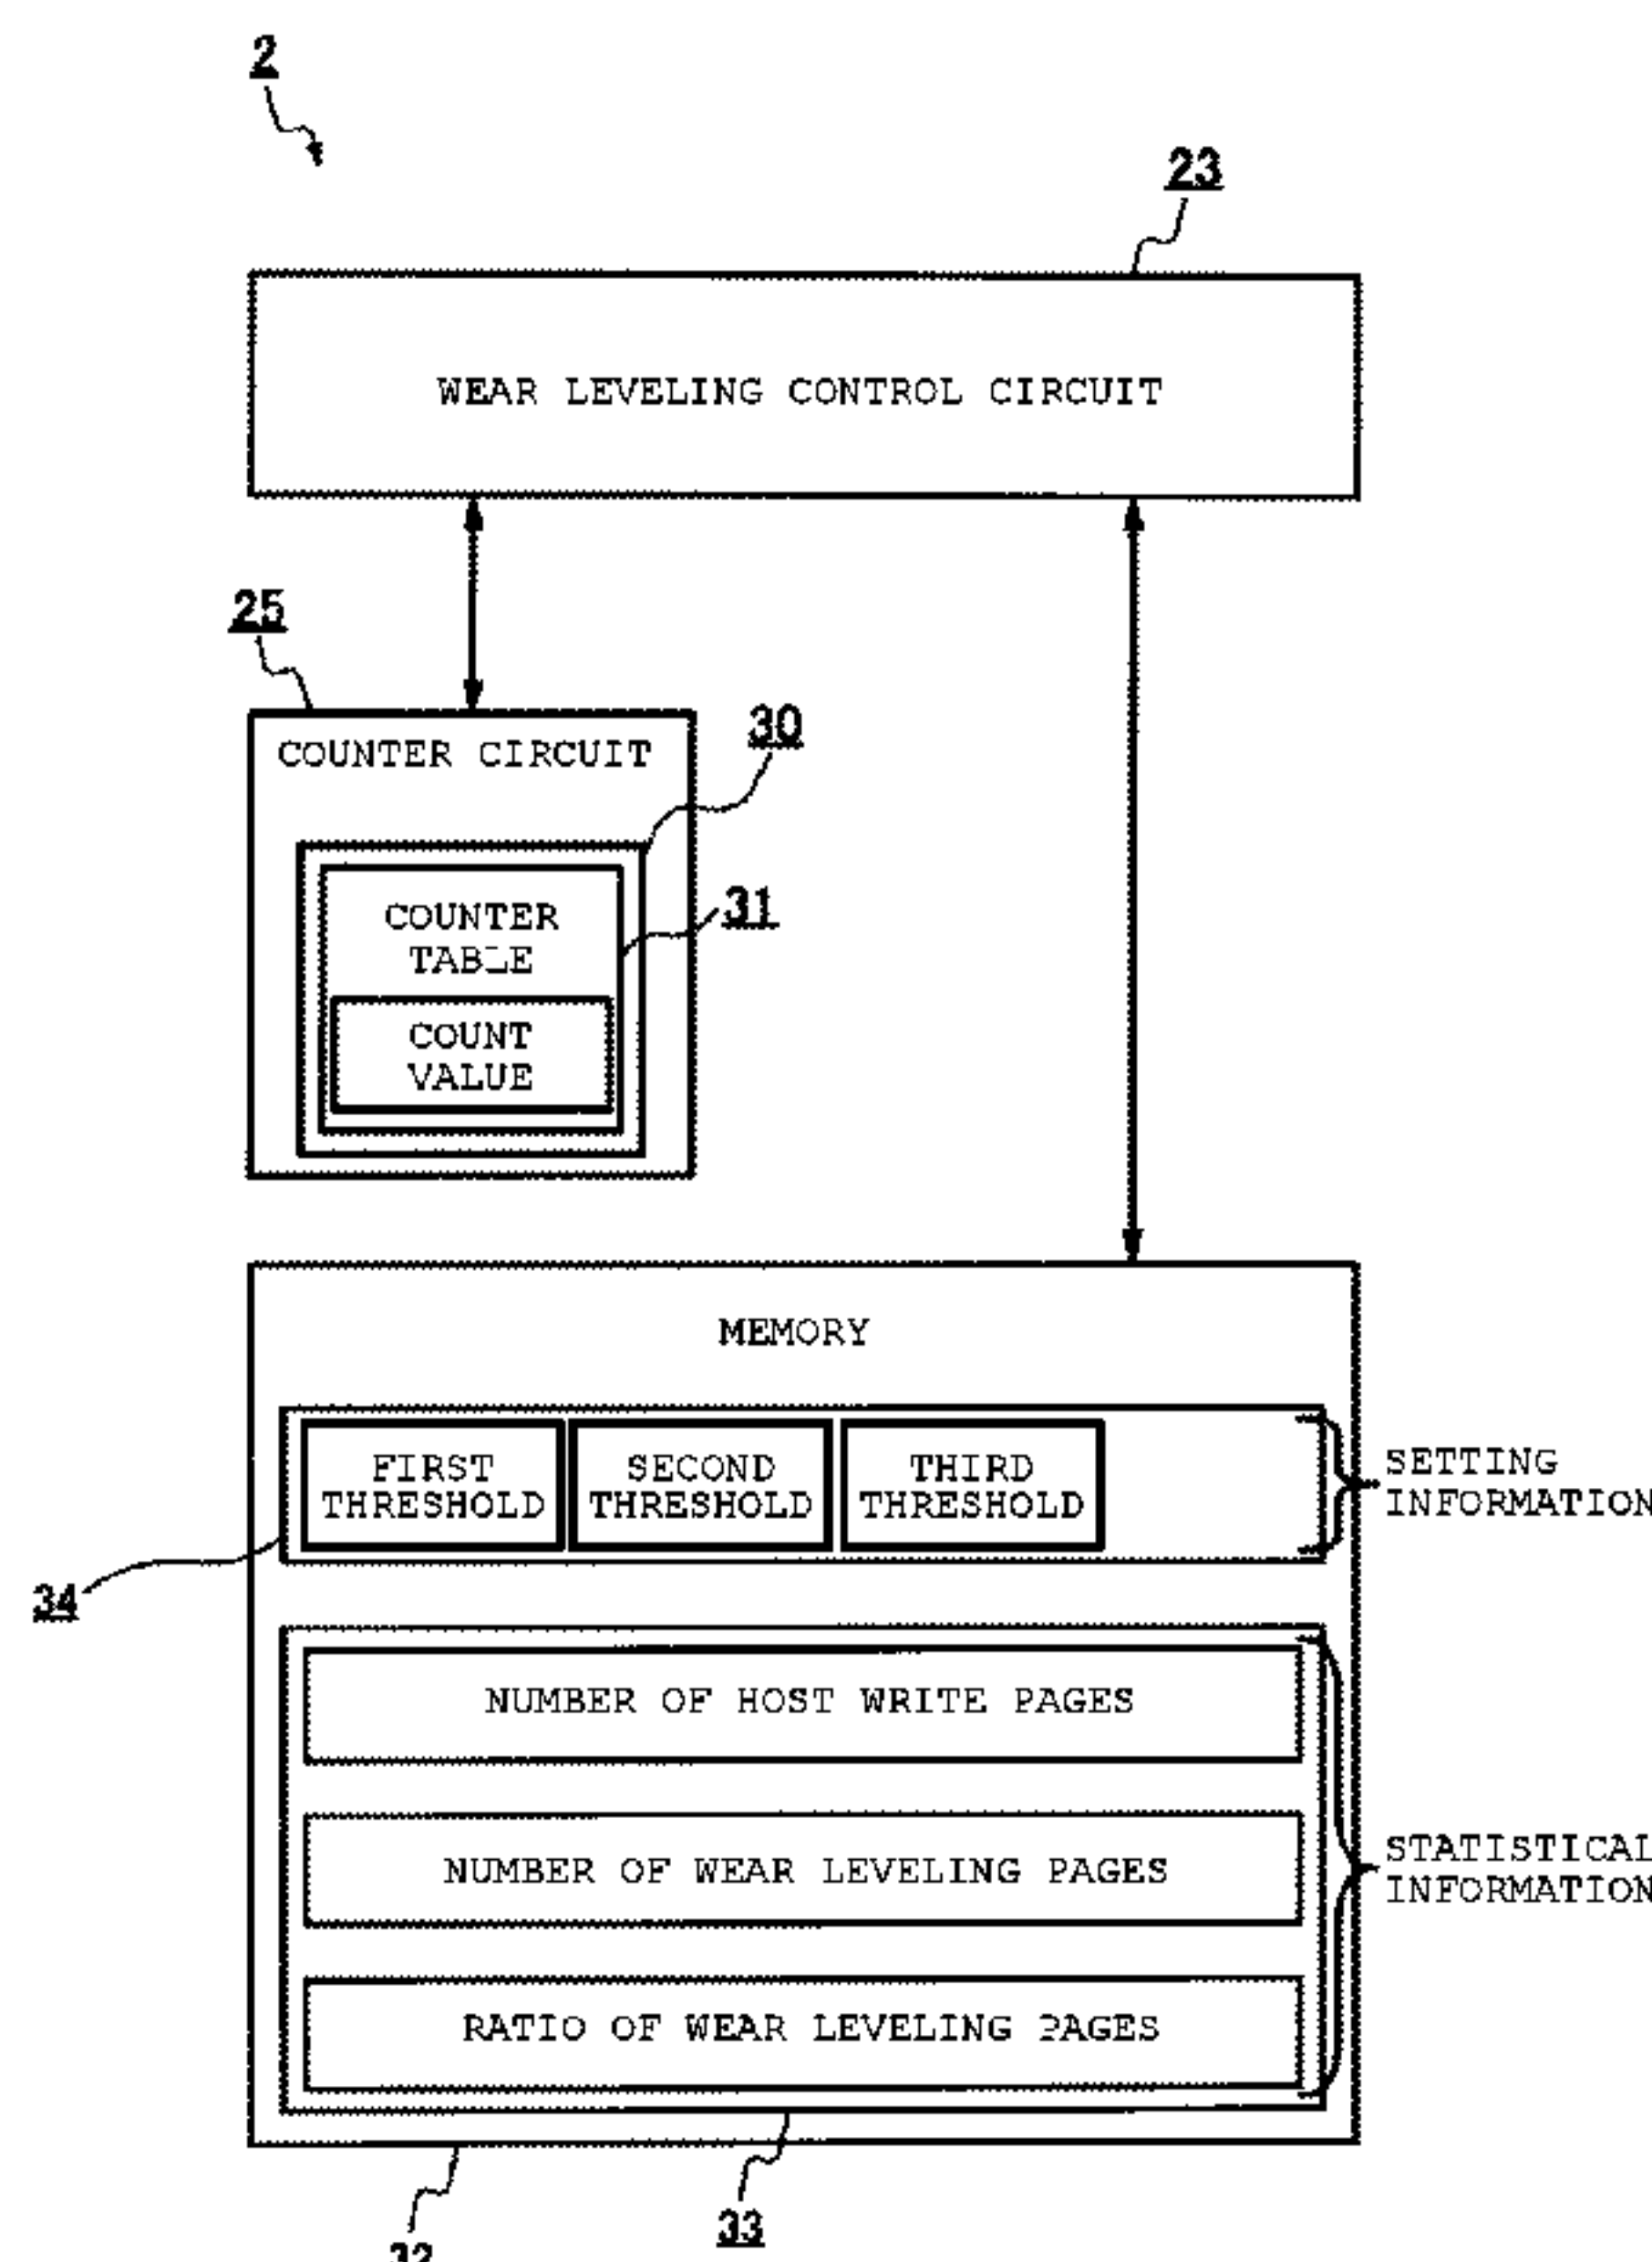 2
23
WEAR LEVELING CONTROL CIRCUIT
25
COUNTER CIRCUIT
30
COUNTER
TABLE
31
COUNT
VALUE
MEMORY
FIRST
THRESHOLD
SECOND
THRESHOLD
THIRD
THRESHOLD
SETTING
INFORMATION
34
NUMBER OF HOST WRITE PAGES
NUMBER OF WEAR LEVELING PAGES
STATISTICAL
INFORMATION
RATIO OF WEAR LEVELING PAGES
33
32